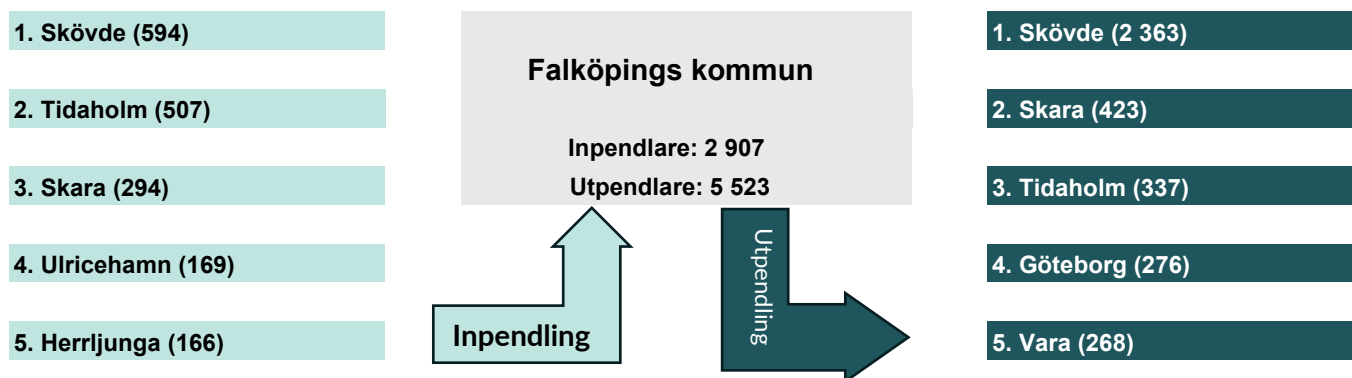 1. Skövde (594)
2. Tidaholm (507)
3. Skara (294)
4. Ulricehamn (169)
5. Herrljunga (166)
Falköpings kommun
Inpendlare: 2 907
Utpendlare: 5 523
Inpendling
Utpendling
1. Skövde (2 363)
2. Skara (423)
3. Tidaholm (337)
4. Göteborg (276)
5. Vara (268)